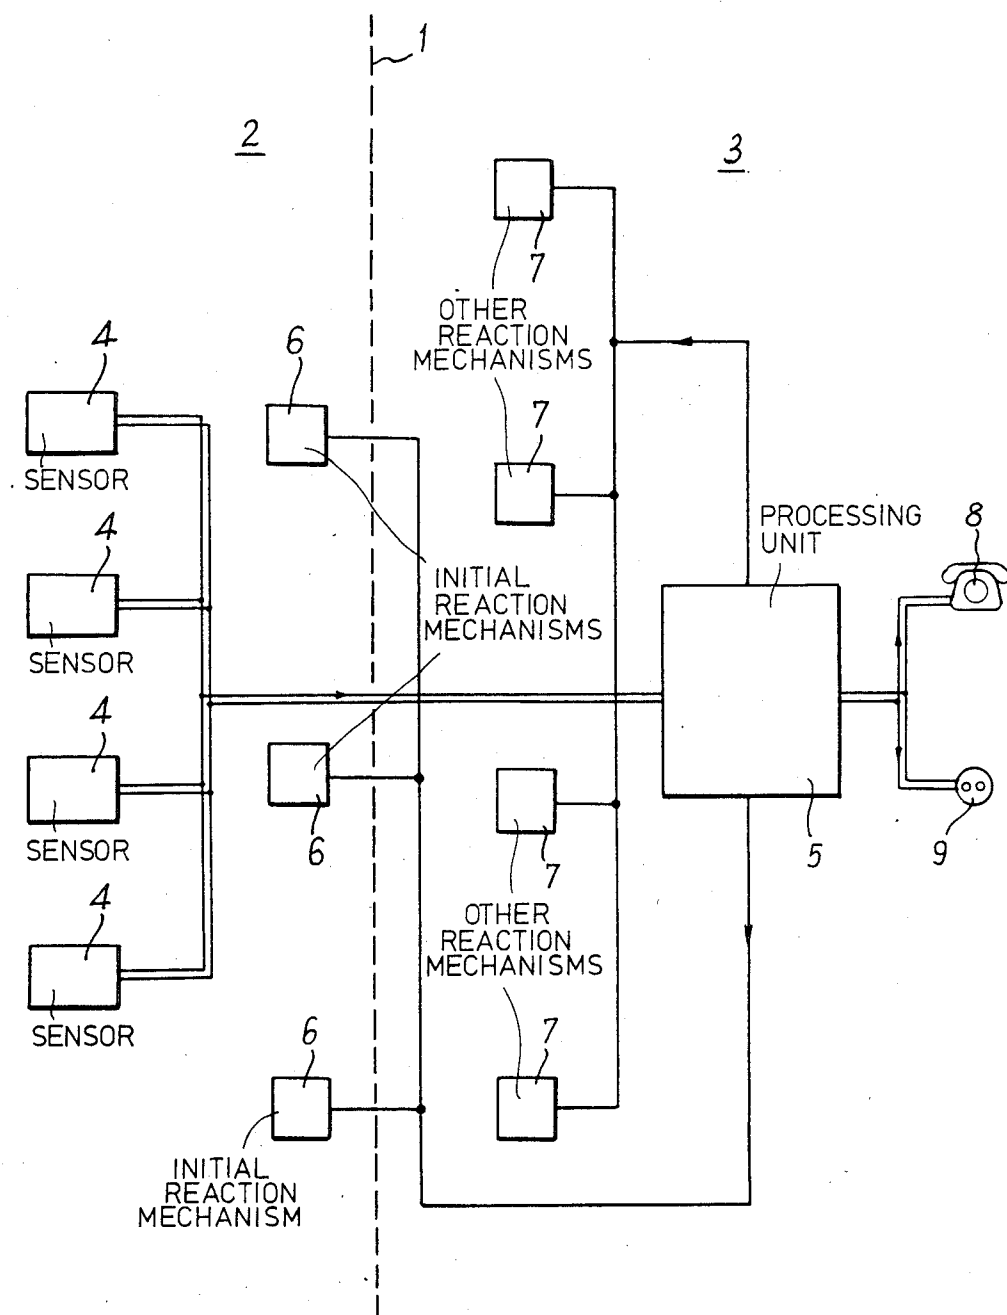 1
2
3
7
OTHER
REACTION
MECHANISMS
4
SENSOR
6
7
4
SENSOR
PROCESSING
UNIT
8
INITIAL
REACTION
MECHANISMS
4
SENSOR
6
7
5
9
4
SENSOR
OTHER
REACTION
MECHANISMS
6
7
INITIAL
REACTION
MECHANISM